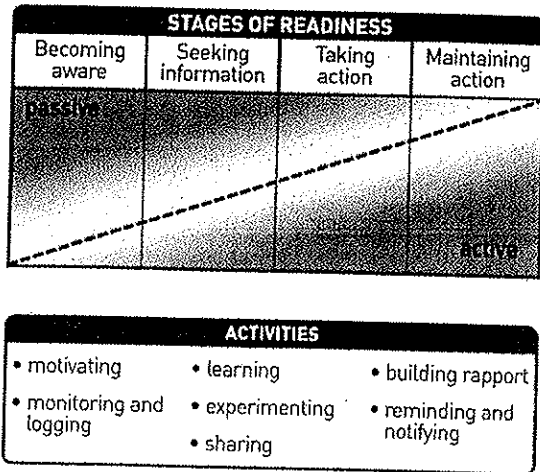 STAGES OF READINESS
Becoming aware
Seeking information
Taking action
Maintaining action
passive
active
ACTIVITIES
• motivating
• monitoring and logging
• learning
• experimenting
• sharing
• building rapport
• reminding and notifying